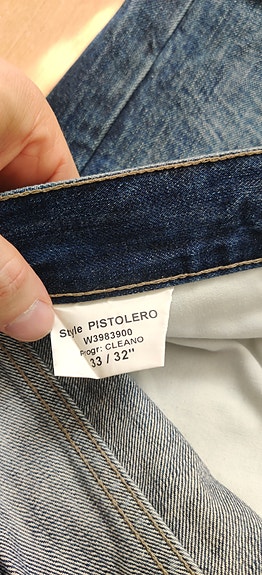 Style PISTOLERO
W3983900
Progr: CLEANO
33 / 32"